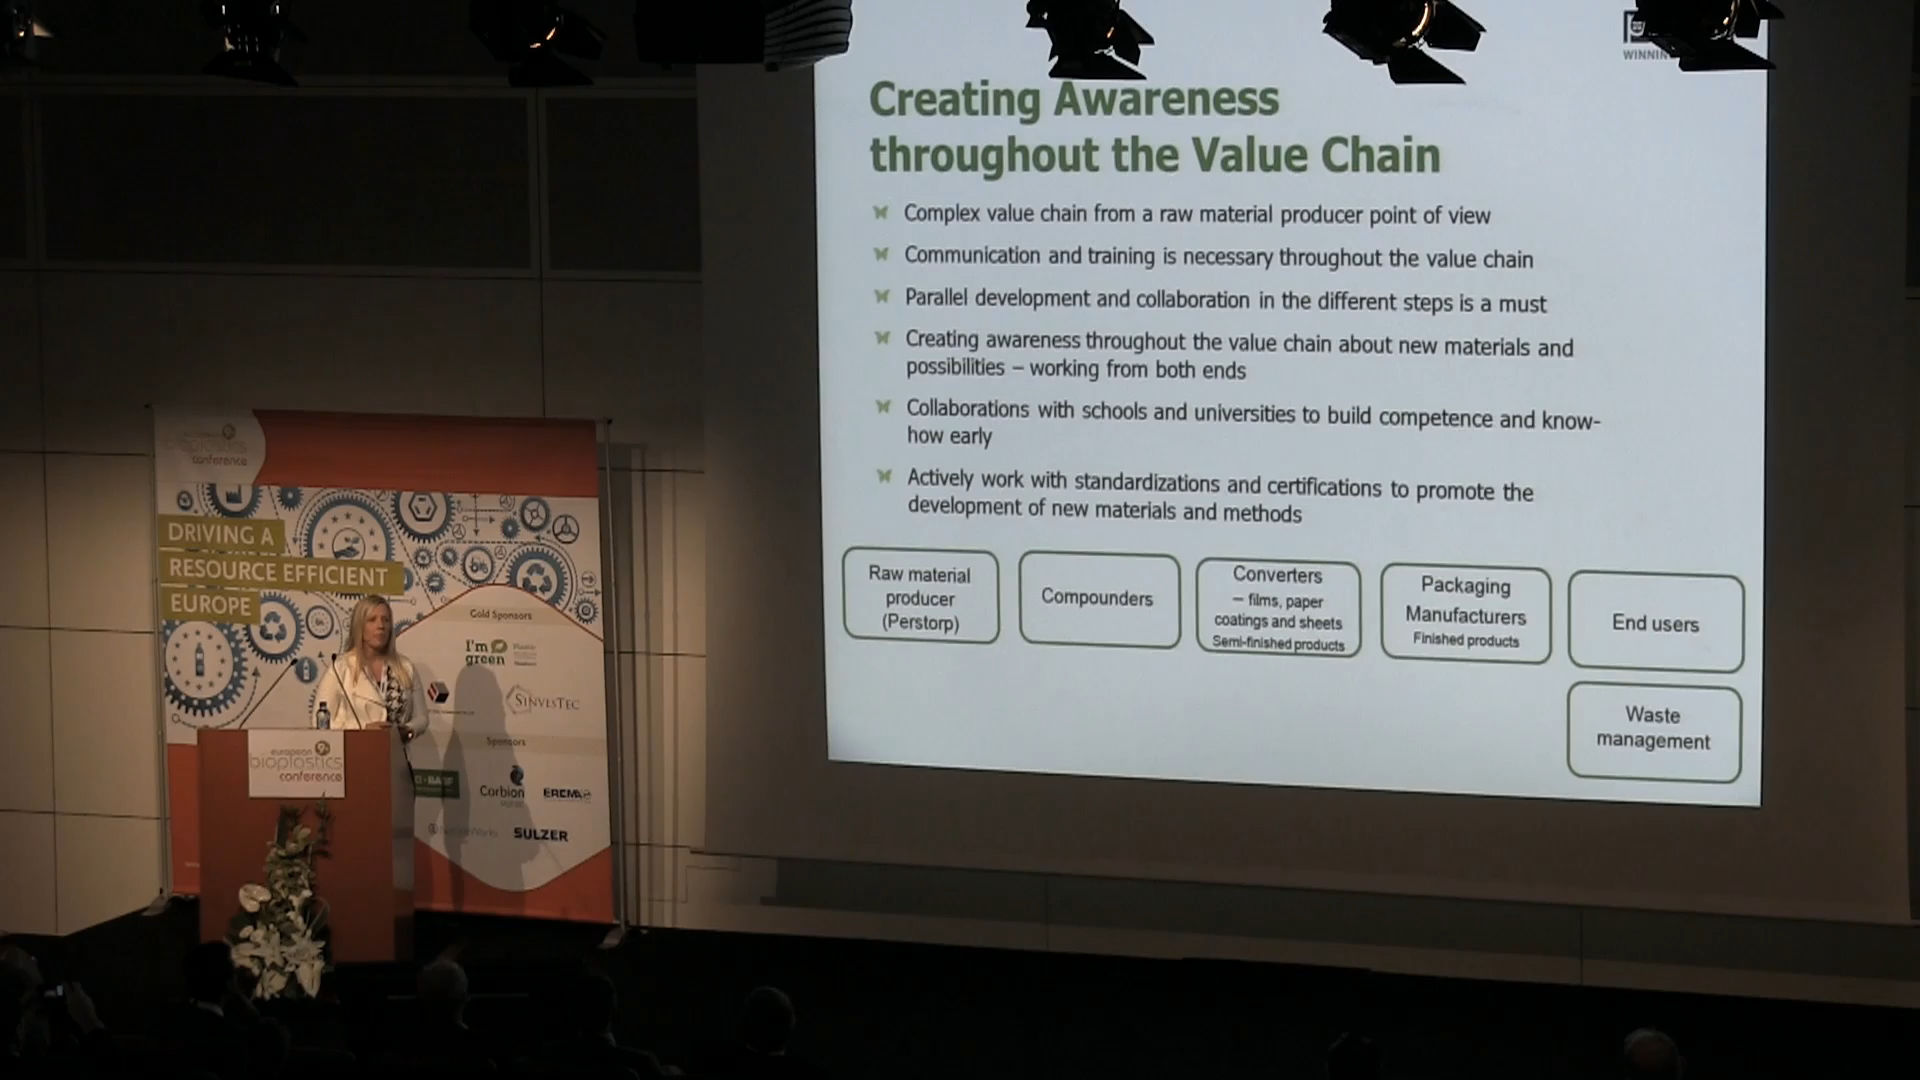 WINNIN
Creating Awareness
throughout the Value Chain
Complex value chain from a raw material producer point of view
Communication and training is necessary throughout the value chain
Parallel development and collaboration in the different steps is a must
Creating awareness throughout the value chain about new materials and
possibilities – working from both ends
Collaborations with schools and universities to build competence and know-
how early
Actively work with standardizations and certifications to promote the
development of new materials and methods
Raw material
producer
(Perstorp)
Compounders
Converters
– films, paper
coatings and sheets
Semi-finished products
Packaging
Manufacturers
Finished products
End users
Waste
management
bioplastics
conference
DRIVING A
RESOURCE EFFICIENT
EUROPE
Gold Sponsors
I'm
green
SINVESTEC
Sponsors
Corbion
EREMA
SULZER
european
bioplastics
conference